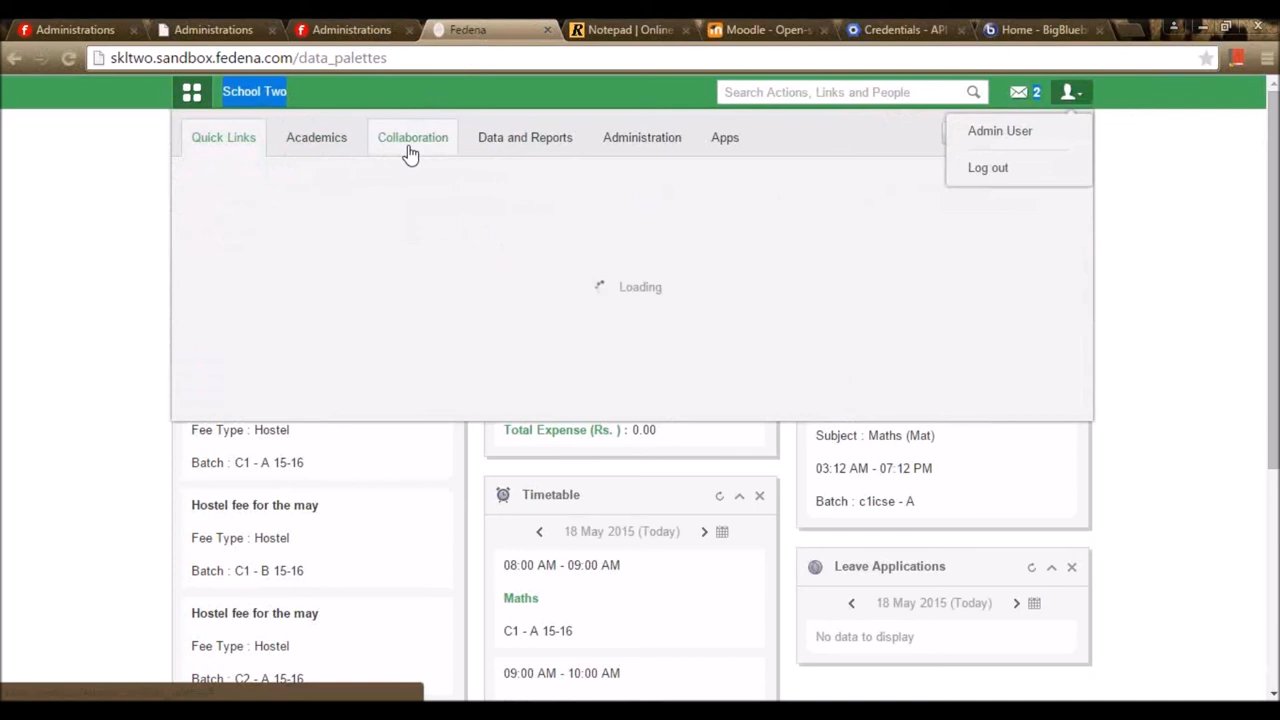 Administrations
Administrations
Administrations
Fedena
Notepad | Online
Moodle - Open-s
Credentials - API
Home - BigBlueb
skltwo.sandbox.fedena.com/data_palettes
School Two
Search Actions, Links and People
2
Quick Links
Academics
Collaboration
Data and Reports
Administration
Apps
Admin User
Log out
Loading
Fee Type : Hostel
Batch : C1 - A 15-16
Hostel fee for the may
Fee Type : Hostel
Batch : C1 - B 15-16
Hostel fee for the may
Fee Type : Hostel
Batch : C2 - A 15-16
Total Expense (Rs. ) : 0.00
Timetable
18 May 2015 (Today)
08:00 AM - 09:00 AM
Maths
C1 - A 15-16
09:00 AM - 10:00 AM
Subject : Maths (Mat)
03:12 AM - 07:12 PM
Batch : c1icse - A
Leave Applications
18 May 2015 (Today)
No data to display